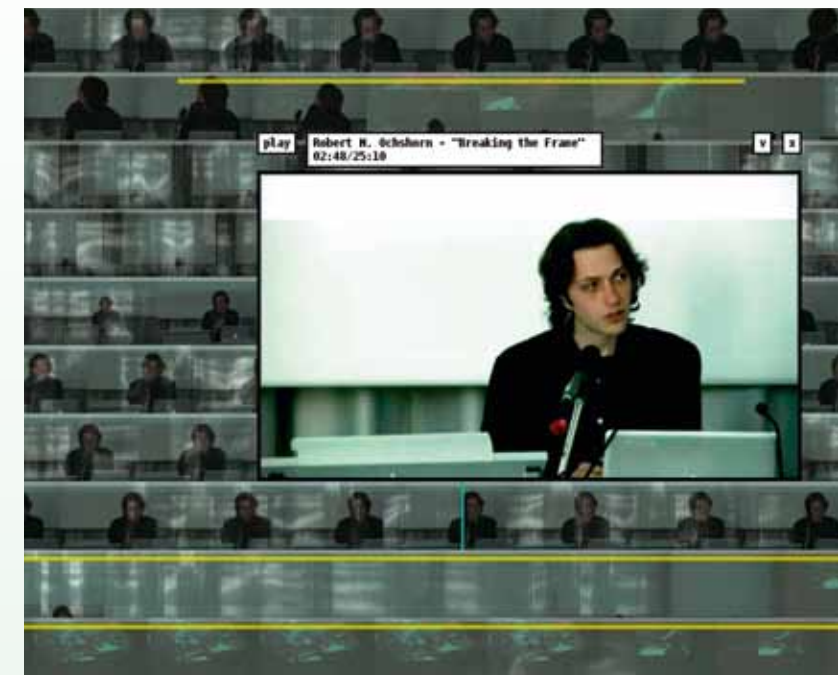 play
Robert M. Ochshorn - "Breaking the Frame"
02:48/25:10
v
x